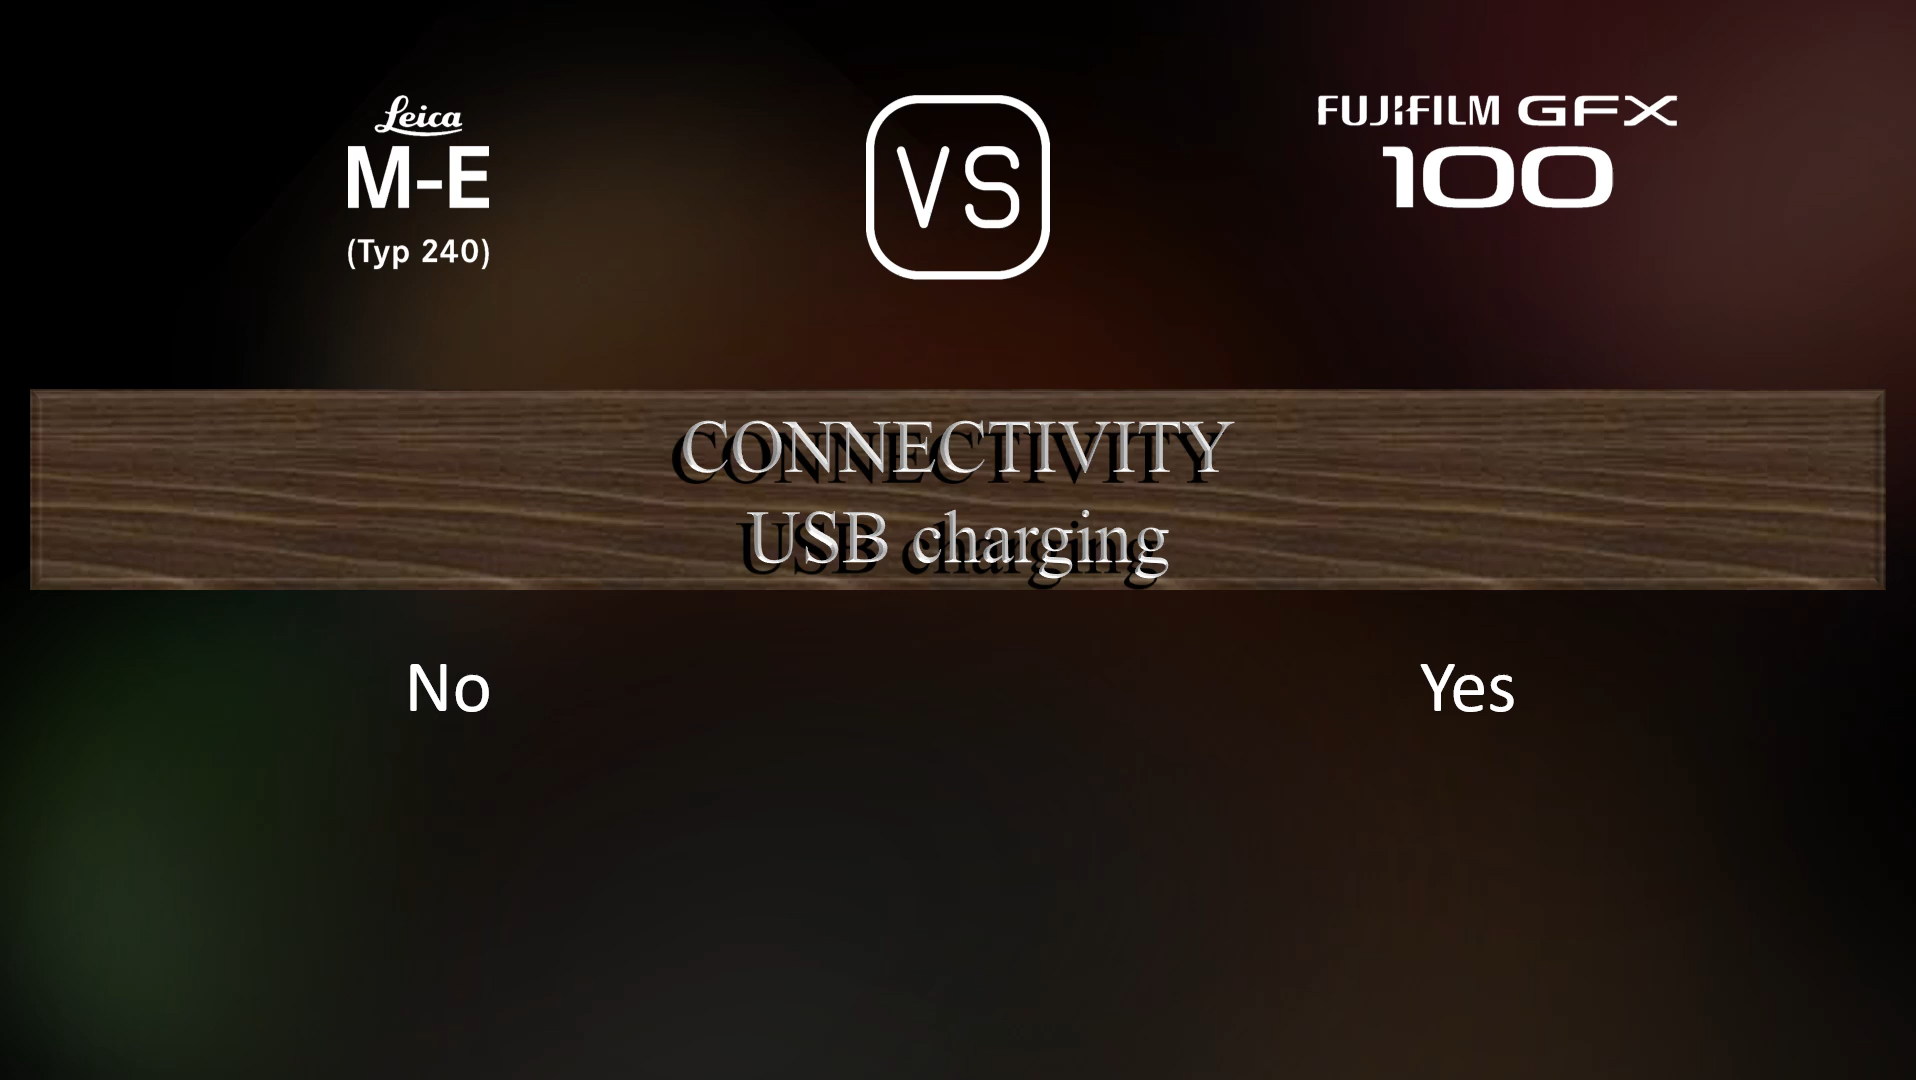 Leica
M-E
(Typ 240)
VS
FUJIFILM GFX
100
CONNECTIVITY
USB charging
No
Yes